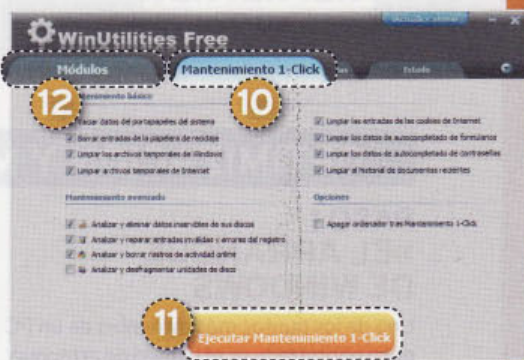 WinUtilities Free
Módulos
Mantenimiento 1-Click
Estado
12
10
Mantenimiento básico
Vaciar datos del portapapeles del sistema
Borrar entradas de la papelera de reciclaje
Limpiar los archivos temporales de Windows
Limpiar archivos temporales de Internet
Limpiar las entradas de las cookies de Internet
Limpiar los datos de autocompletado de formularios
Limpiar los datos de autocompletado de contraseñas
Limpiar el historial de documentos recientes
Mantenimiento avanzado
Analizar y eliminar datos inservibles de sus discos
Analizar y reparar entradas inválidas y errores del registro
Analizar y borrar rastros de actividad online
Analizar y desfragmentar unidades de disco
Opciones
Apagar ordenador tras Mantenimiento 1-Click
11
Ejecutar Mantenimiento 1-Click